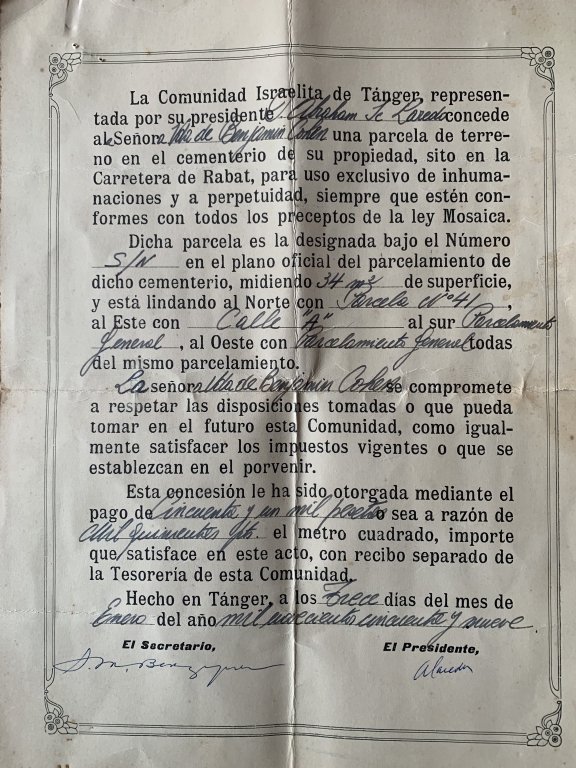 La Comunidad Israelita de Tánger, represen-
tada por su presidente D. Abraham I. Laredo concede
a la Señora Vda de Benjamin Cohen una parcela de terre-
no en el cementerio de su propiedad, sito en la
Carretera de Rabat, para uso exclusivo de inhuma-
naciones y a perpetuidad, siempre que estén con-
formes con todos los preceptos de la ley Mosaica.
Dicha parcela es la designada bajo el Número
S/N en el plano oficial del parcelamiento de
dicho cementerio, midiendo 34 m² de superficie,
y está lindando al Norte con Parcela Nº 41,
al Este con Calle "A" al sur Parcelamiento
General, al Oeste con Parcelamiento General todas
del mismo parcelamiento.
La señora Vda de Benjamin Cohen se compromete
a respetar las disposiciones tomadas o que pueda
tomar en el futuro esta Comunidad, como igual-
mente satisfacer los impuestos vigentes o que se
establezcan en el porvenir.
Esta concesión le ha sido otorgada mediante el
pago de Cincuenta y un mil pesetas o sea a razón de
Mil quinientas pts. el metro cuadrado, importe
que satisface en este acto, con recibo separado de
la Tesorería de esta Comunidad.
Hecho en Tánger, a los Trece días del mes de
Enero del año mil novecientos cincuenta y nueve.
El Secretario, El Presidente,
A Laredo